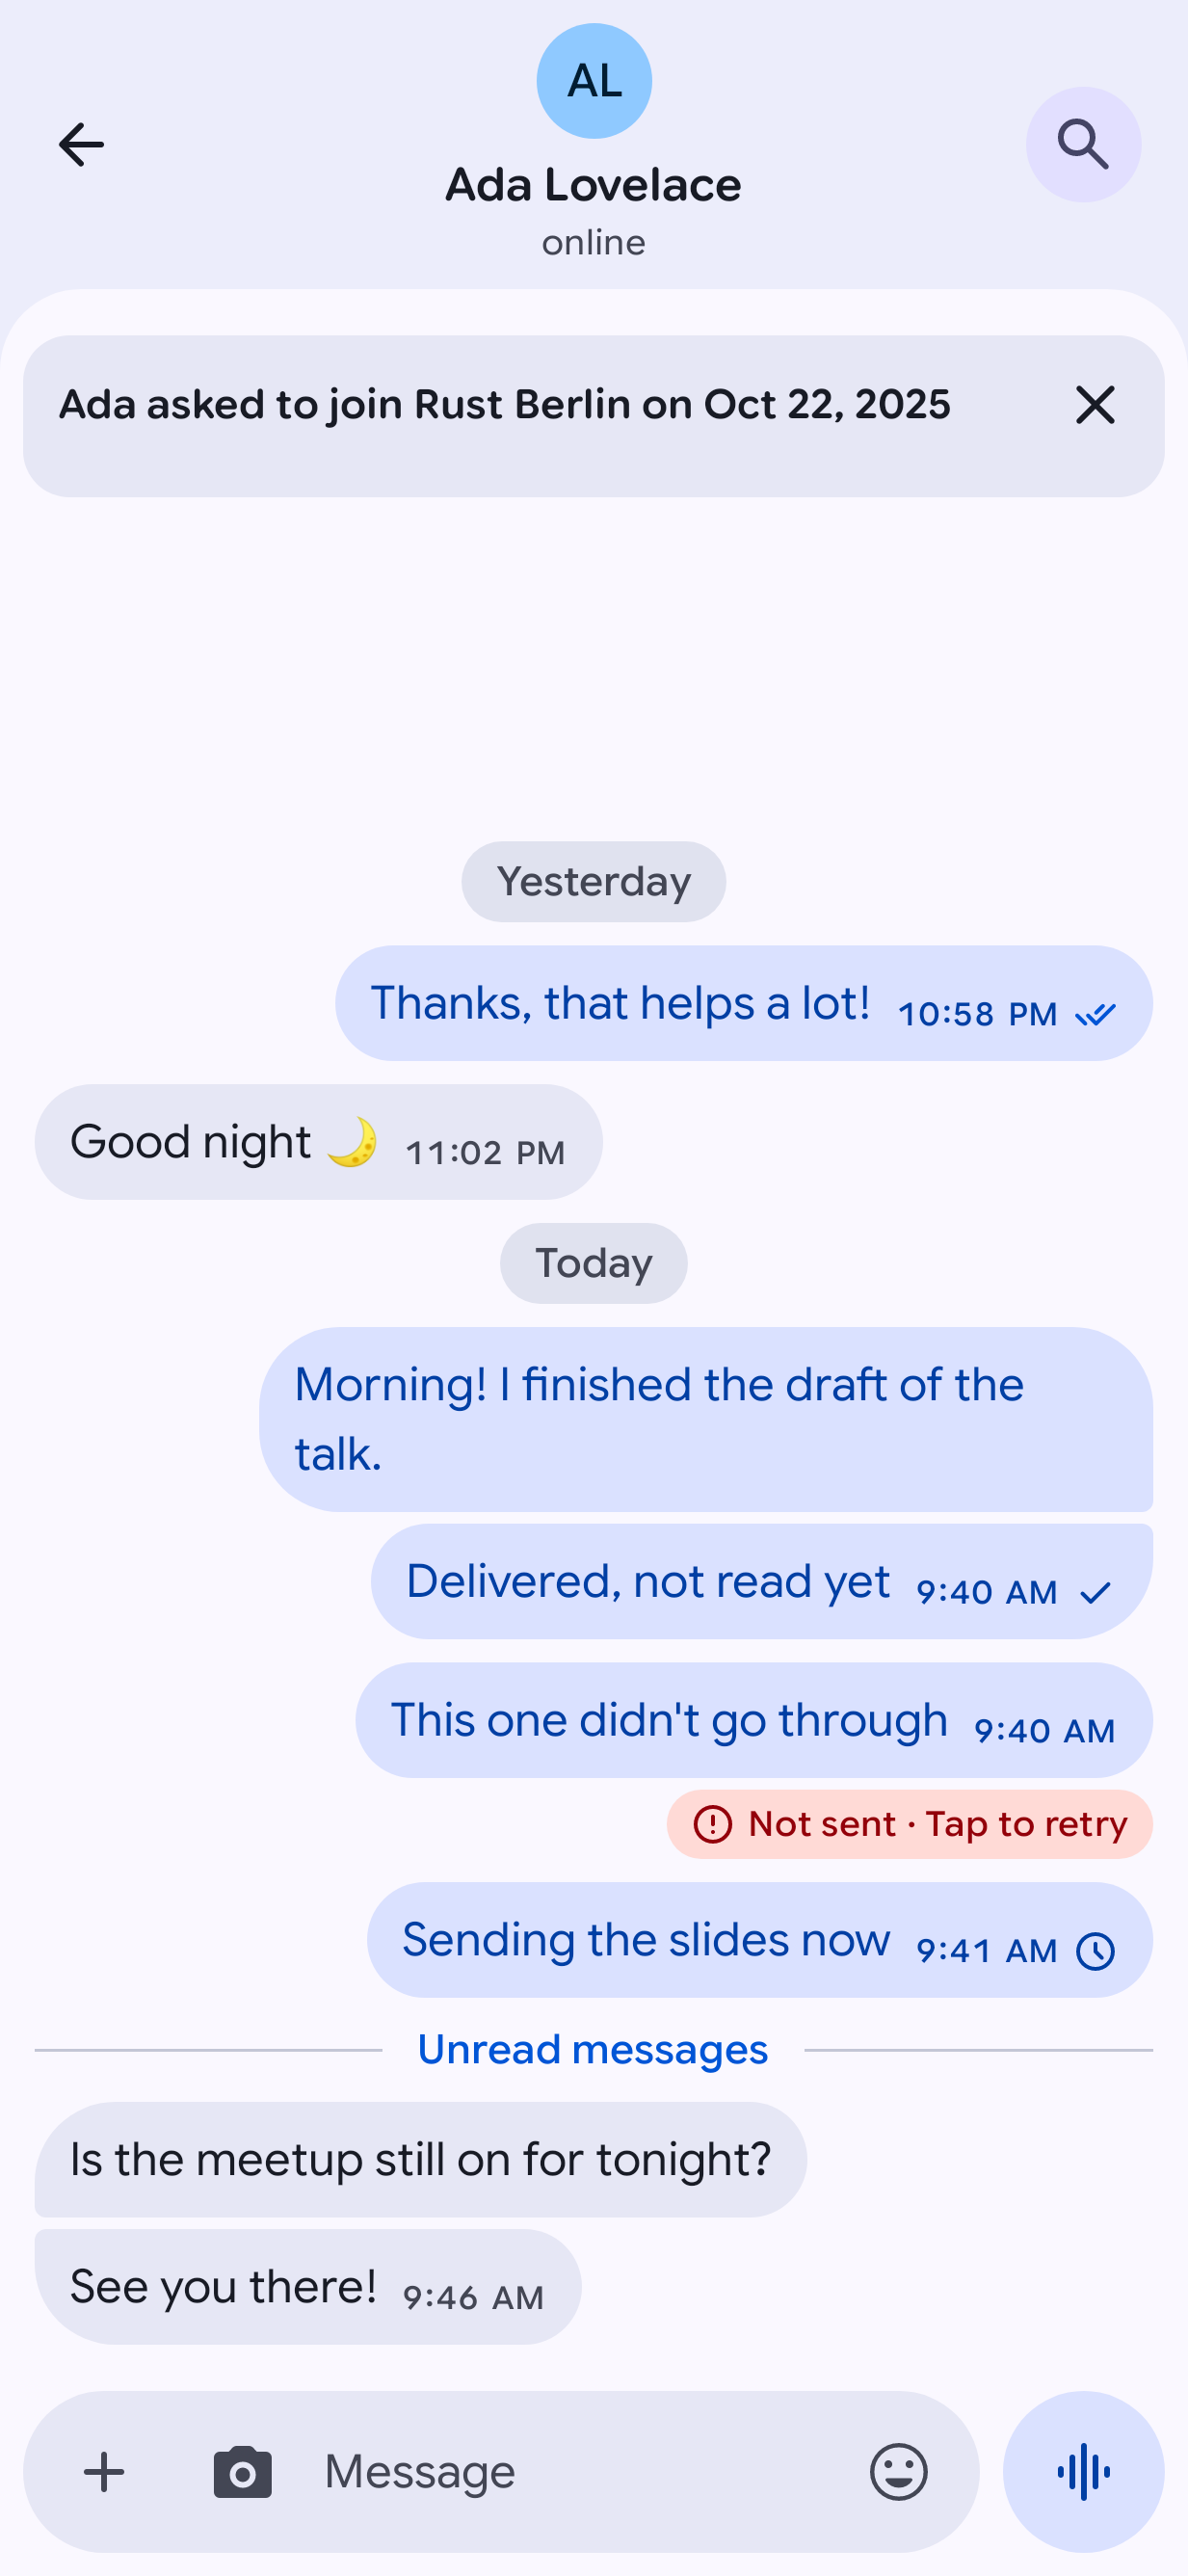 AL
Ada Lovelace
online
Ada asked to join Rust Berlin on Oct 22, 2025
Yesterday
Thanks, that helps a lot! 10:58 PM
Good night 🌙 11:02 PM
Today
Morning! I finished the draft of the
talk.
Delivered, not read yet 9:40 AM
This one didn't go through 9:40 AM
Not sent · Tap to retry
Sending the slides now 9:41 AM
Unread messages
Is the meetup still on for tonight?
See you there! 9:46 AM
Message